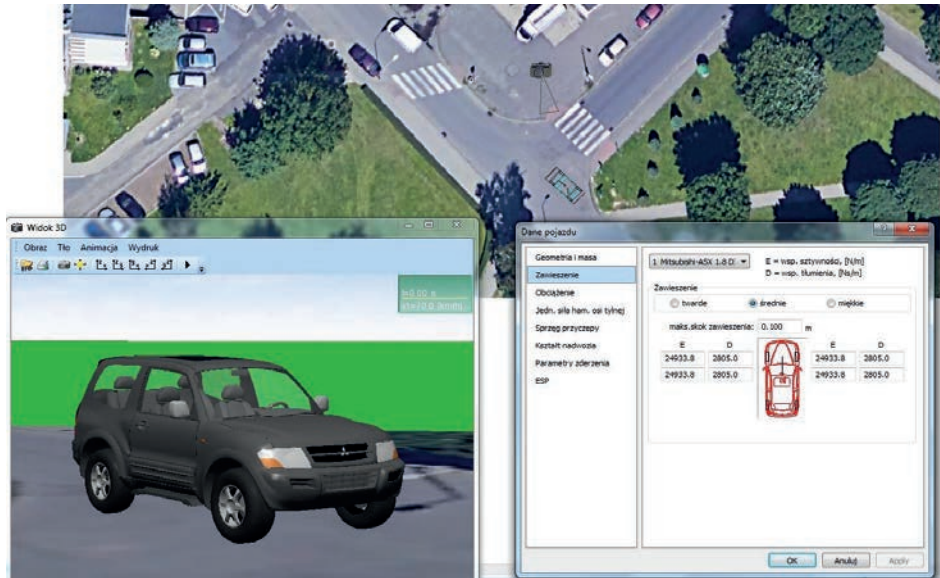 Widok 3D
Obraz Tło Animacja Wydruk
Dane pojazdu
Geometria i masa
Zawieszenie
Obciążenie
Jedn. siła ham. osi tylnej
Sprzęg przyczepy
Kształt nadwozia
Parametry zderzenia
ESP
1 Mitsubishi-ASX 1.8 D
E = wsp. sztywności, [N/m]
D = wsp. tłumienia, [Ns/m]
Zawieszenie
twarde średnie miękkie
maks.skok zawieszenia: 0.100 m
E D E D
24933.8 2805.0 24933.8 2805.0
24933.8 2805.0 24933.8 2805.0
OK Anuluj Apply